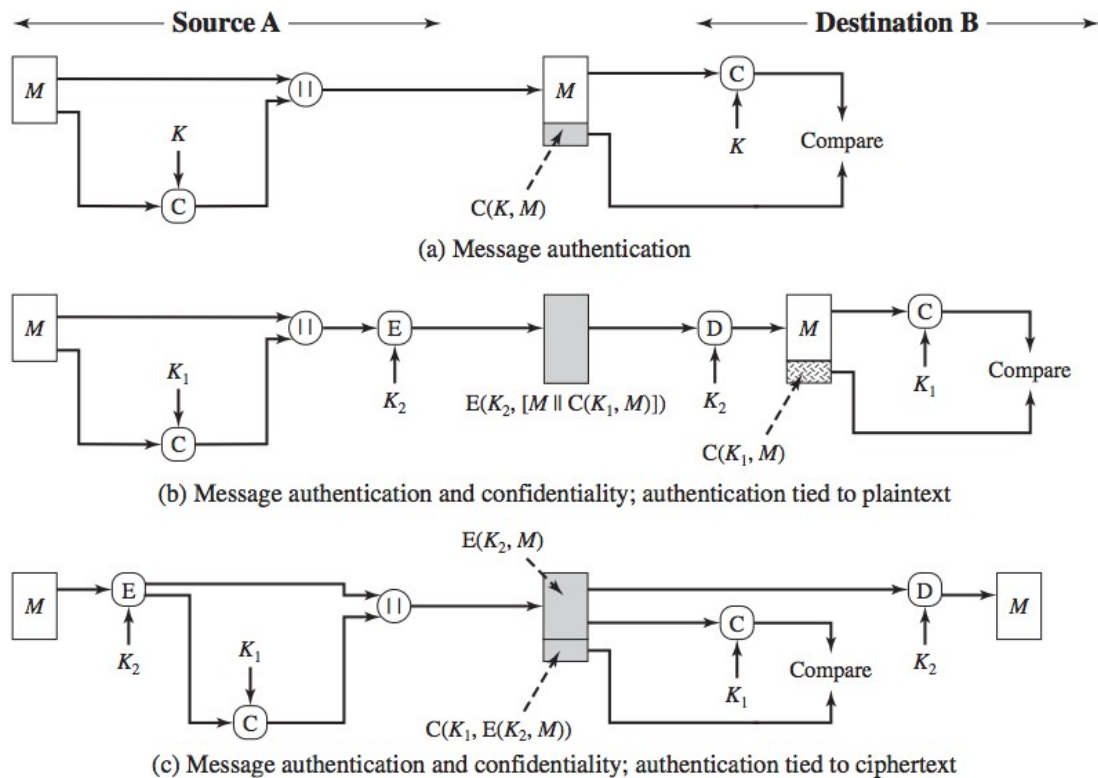 Source A
Destination B
M
||
K
C
M
C(K, M)
C
K
Compare
(a) Message authentication
M
K1
C
||
E
K2
E(K2, [M || C(K1, M)])
D
K2
M
C(K1, M)
C
K1
Compare
(b) Message authentication and confidentiality; authentication tied to plaintext
M
E
K2
K1
C
||
E(K2, M)
C(K1, E(K2, M))
C
K1
Compare
D
K2
M
(c) Message authentication and confidentiality; authentication tied to ciphertext